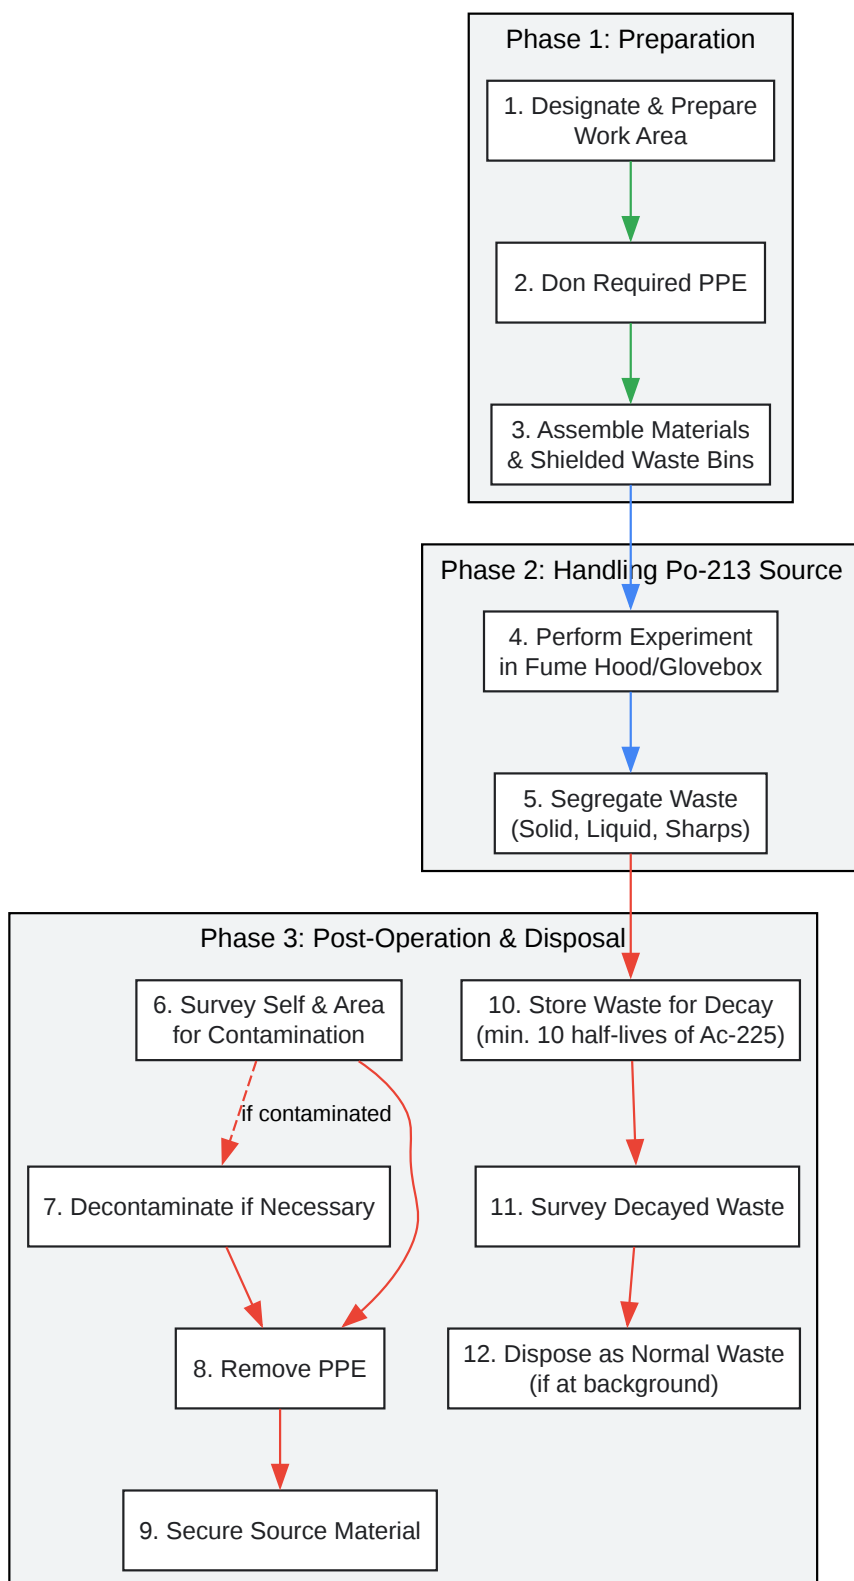 Phase 1: Preparation
1. Designate & Prepare
Work Area
2. Don Required PPE
3. Assemble Materials
& Shielded Waste Bins
Phase 2: Handling Po-213 Source
4. Perform Experiment
in Fume Hood/Glovebox
5. Segregate Waste
(Solid, Liquid, Sharps)
Phase 3: Post-Operation & Disposal
6. Survey Self & Area
for Contamination
if contaminated
7. Decontaminate if Necessary
8. Remove PPE
9. Secure Source Material
10. Store Waste for Decay
(min. 10 half-lives of Ac-225)
11. Survey Decayed Waste
12. Dispose as Normal Waste
(if at background)